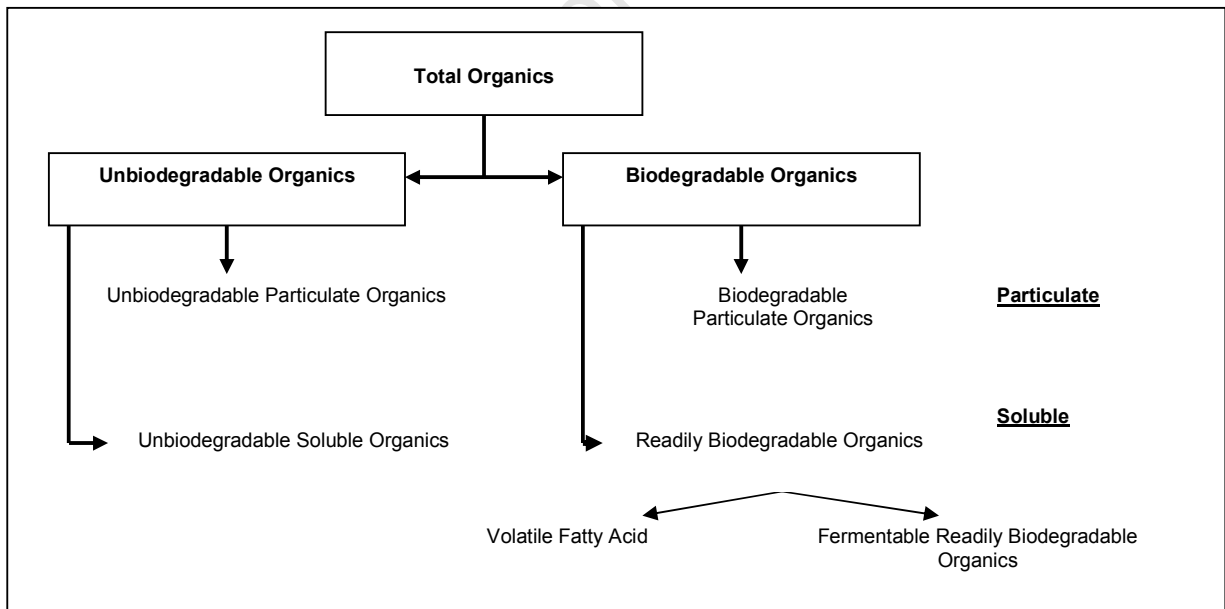 Total Organics
Unbiodegradable Organics
Biodegradable Organics
Unbiodegradable Particulate Organics
Biodegradable
Particulate Organics
Particulate
Soluble
Unbiodegradable Soluble Organics
Readily Biodegradable Organics
Volatile Fatty Acid
Fermentable Readily Biodegradable
Organics